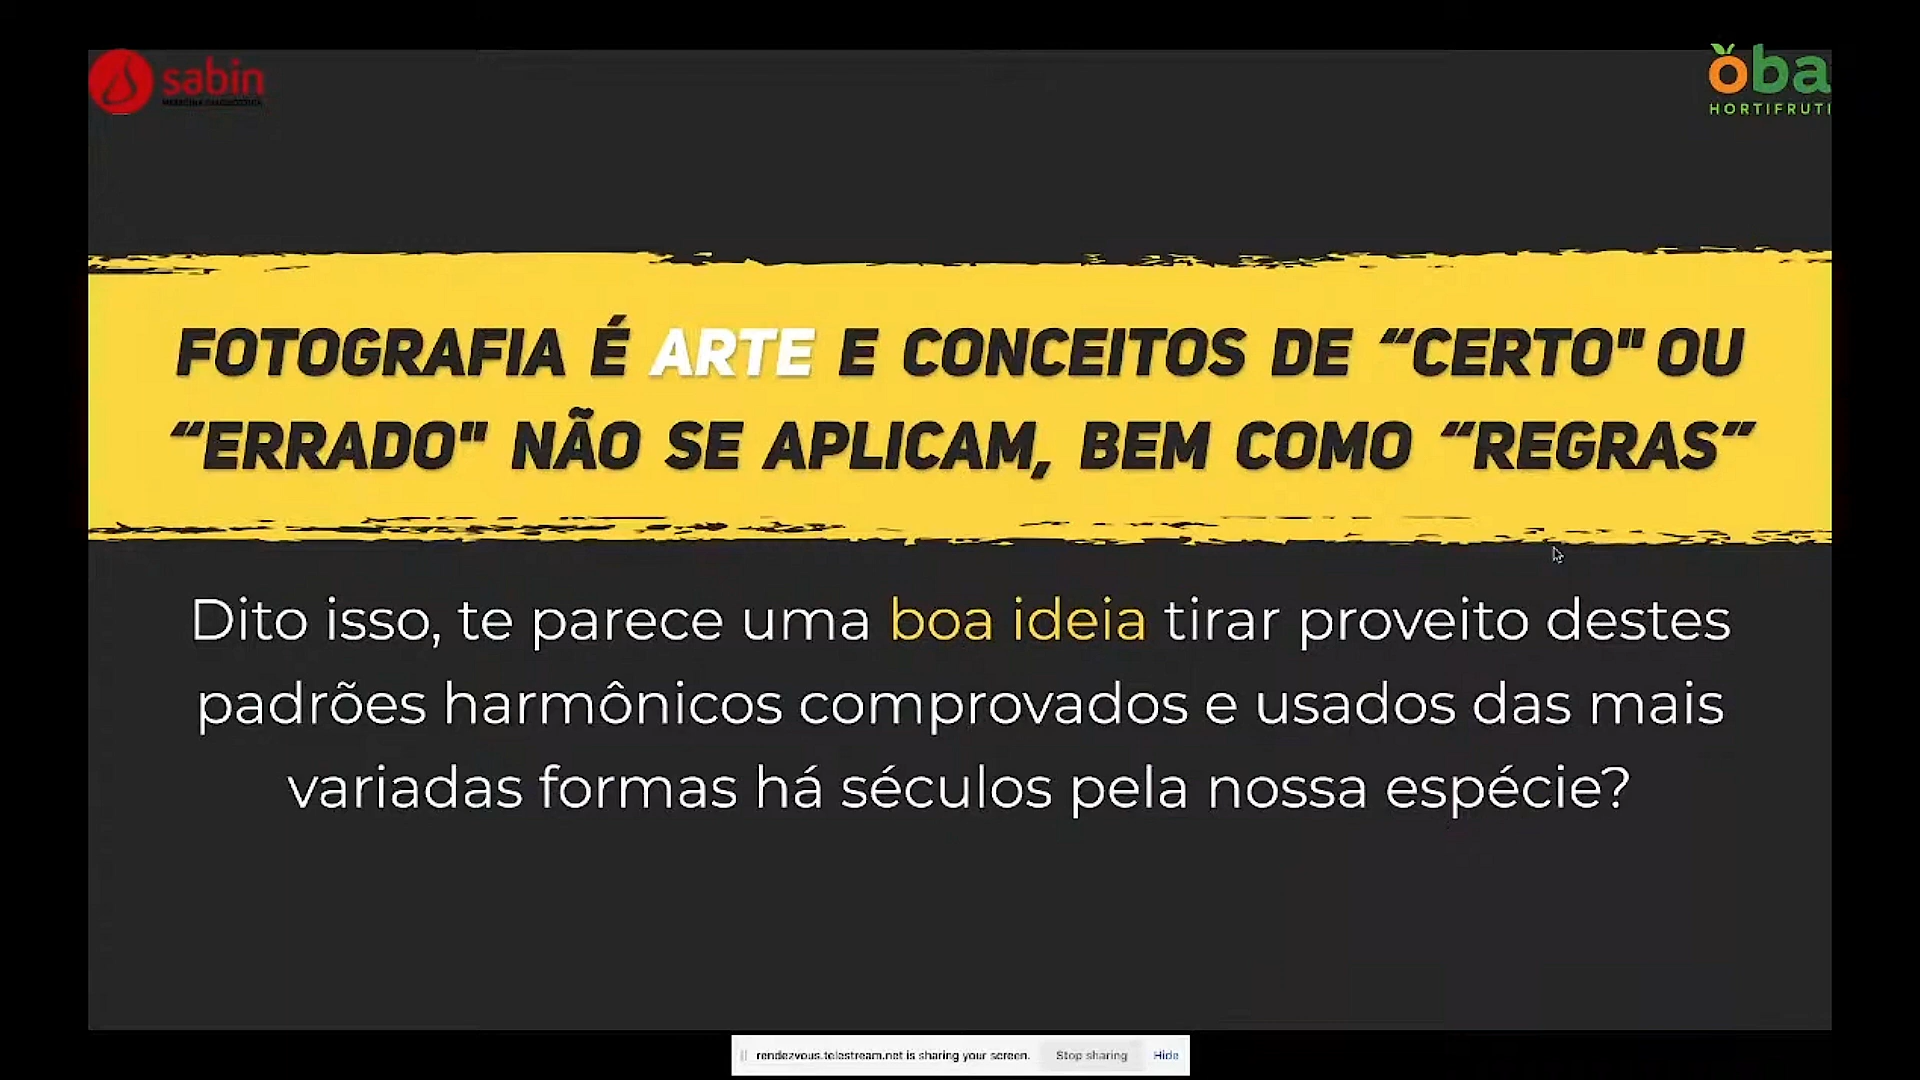 sabin
MEDICINA DIAGNÓSTICA
oba
HORTIFRUTI
FOTOGRAFIA É ARTE E CONCEITOS DE “CERTO" OU
“ERRADO" NÃO SE APLICAM, BEM COMO “REGRAS”
Dito isso, te parece uma boa ideia tirar proveito destes
padrões harmônicos comprovados e usados das mais
variadas formas há séculos pela nossa espécie?
rendezvous.telestream.net is sharing your screen. Stop sharing Hide